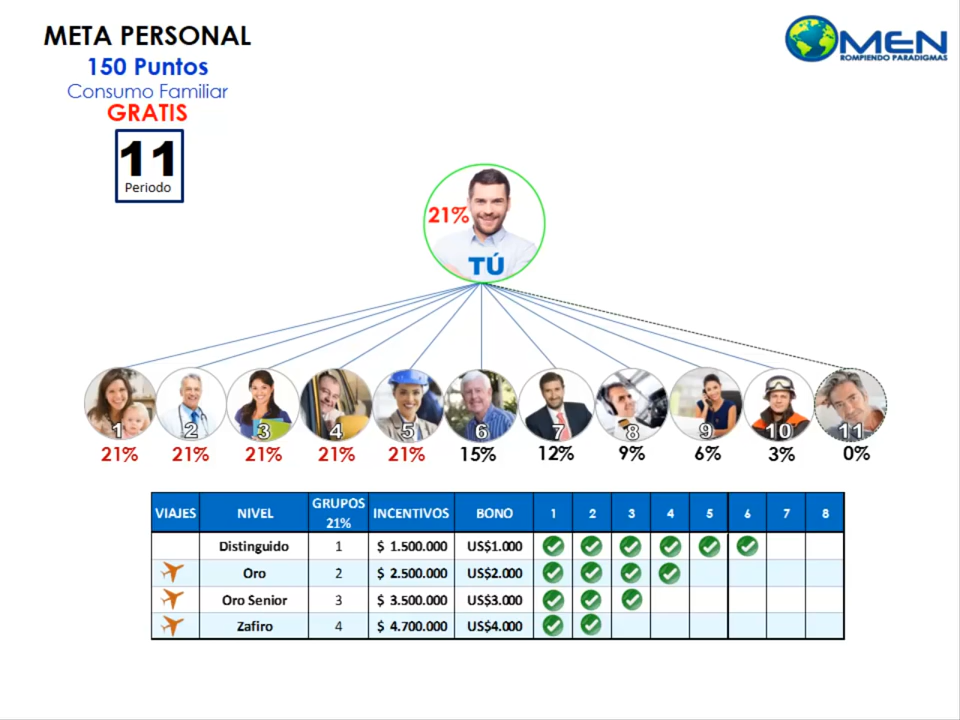 META PERSONAL
150 Puntos
Consumo Familiar
GRATIS
11
Periodo
OMEN
ROMPIENDO PARADIGMAS
21%
TÚ
1 2 3 4 5 6 7 8 9 10 11
21% 21% 21% 21% 21% 15% 12% 9% 6% 3% 0%
VIAJES NIVEL GRUPOS 21% INCENTIVOS BONO 1 2 3 4 5 6 7 8
Distinguido 1 $ 1.500.000 US$1.000
Oro 2 $ 2.500.000 US$2.000
Oro Senior 3 $ 3.500.000 US$3.000
Zafiro 4 $ 4.700.000 US$4.000